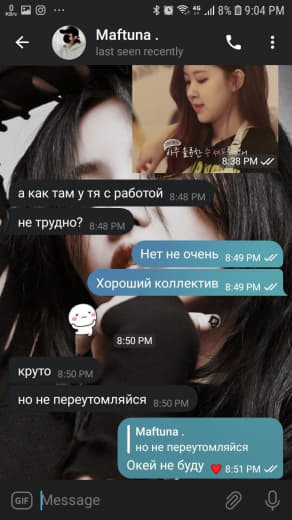 0
K/s
4G
8%
9:04 PM
Maftuna .
last seen recently
8:38 PM
а как там у тя с работой 8:48 PM
не трудно? 8:48 PM
Нет не очень 8:49 PM
Хороший коллектив 8:49 PM
8:50 PM
круто 8:50 PM
но не переутомляйся 8:50 PM
Maftuna .
но не переутомляйся
Окей не буду 8:51 PM
GIF Message